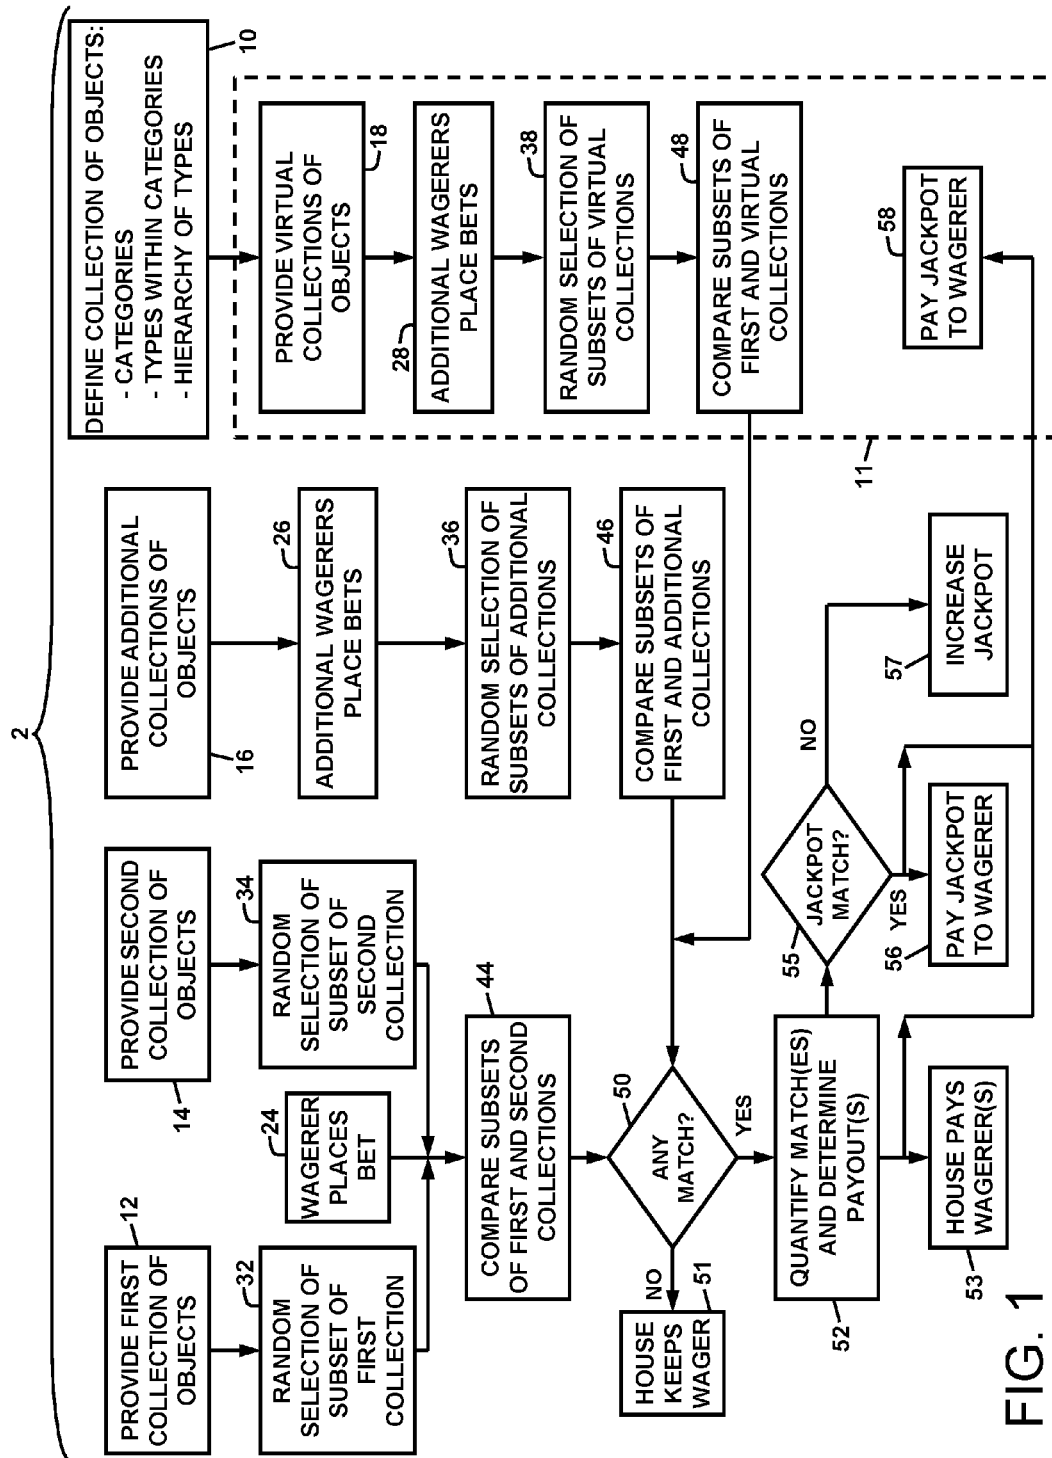 2
DEFINE COLLECTION OF OBJECTS:
- CATEGORIES
- TYPES WITHIN CATEGORIES
- HIERARCHY OF TYPES
10
PROVIDE FIRST
COLLECTION OF
OBJECTS
12
PROVIDE SECOND
COLLECTION OF
OBJECTS
14
PROVIDE ADDITIONAL
COLLECTIONS OF
OBJECTS
16
PROVIDE VIRTUAL
COLLECTIONS OF
OBJECTS
18
RANDOM
SELECTION OF
SUBSET OF
FIRST
COLLECTION
32
WAGERER
PLACES
BET
24
RANDOM
SELECTION OF
SUBSET OF
SECOND
COLLECTION
34
ADDITIONAL WAGERERS
PLACE BETS
26
ADDITIONAL WAGERERS
PLACE BETS
28
RANDOM SELECTION OF
SUBSETS OF ADDITIONAL
COLLECTIONS
36
RANDOM SELECTION OF
SUBSETS OF VIRTUAL
COLLECTIONS
38
COMPARE SUBSETS
OF FIRST AND SECOND
COLLECTIONS
44
COMPARE SUBSETS OF
FIRST AND ADDITIONAL
COLLECTIONS
46
COMPARE SUBSETS OF
FIRST AND VIRTUAL
COLLECTIONS
48
ANY
MATCH?
50
NO
YES
HOUSE
KEEPS
WAGER
51
QUANTIFY MATCH(ES)
AND DETERMINE
PAYOUT(S)
52
JACKPOT
MATCH?
55
NO
YES
11
HOUSE PAYS
WAGERER(S)
53
PAY JACKPOT
TO WAGERER
56
INCREASE
JACKPOT
57
PAY JACKPOT
TO WAGERER
58
FIG. 1